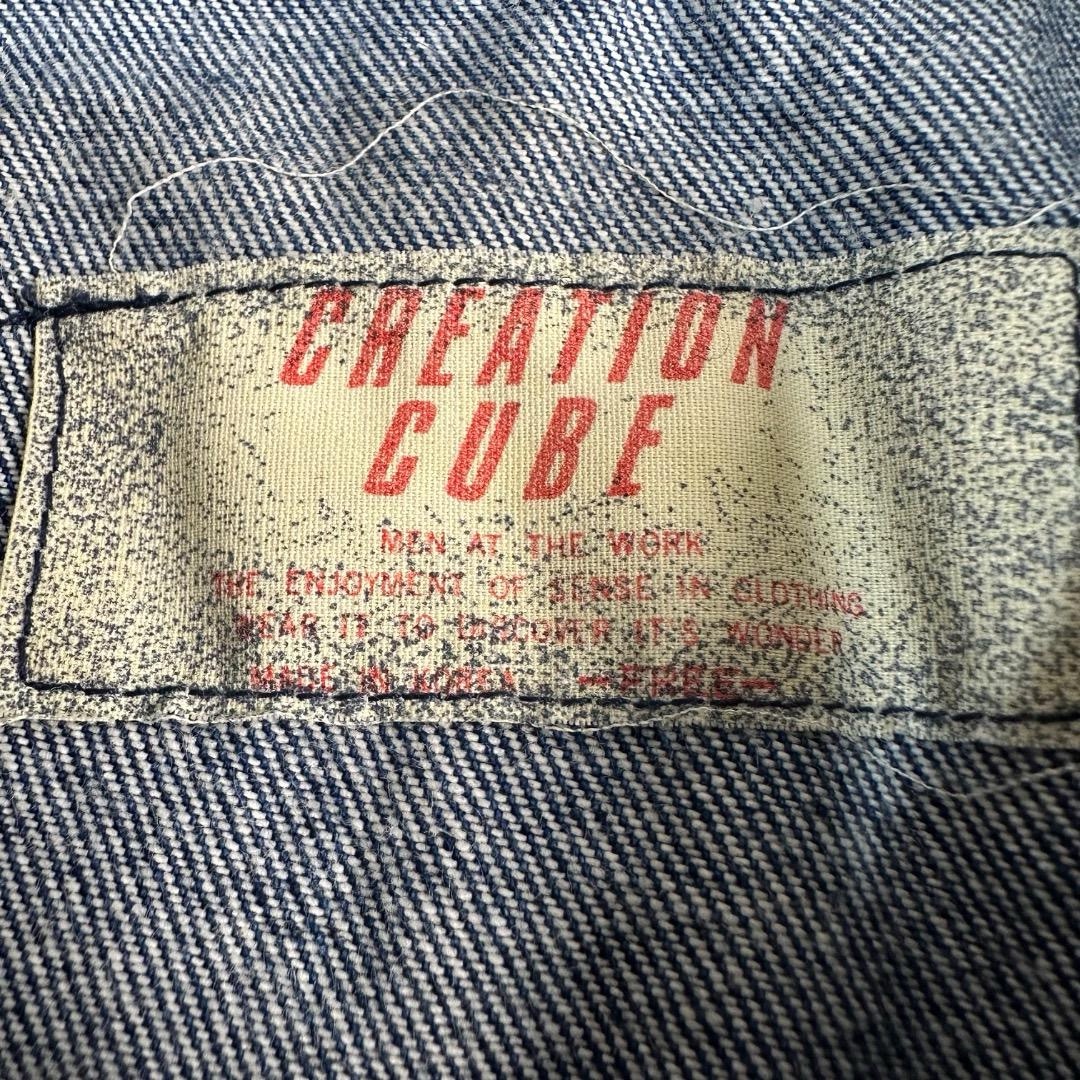 CREATION
CUBE
MEN AT THE WORK
THE ENJOYMENT OF SENSE IN CLOTHING
WEAR IT TO DISCOVER IT'S WONDER
MADE IN KOREA —FREE—